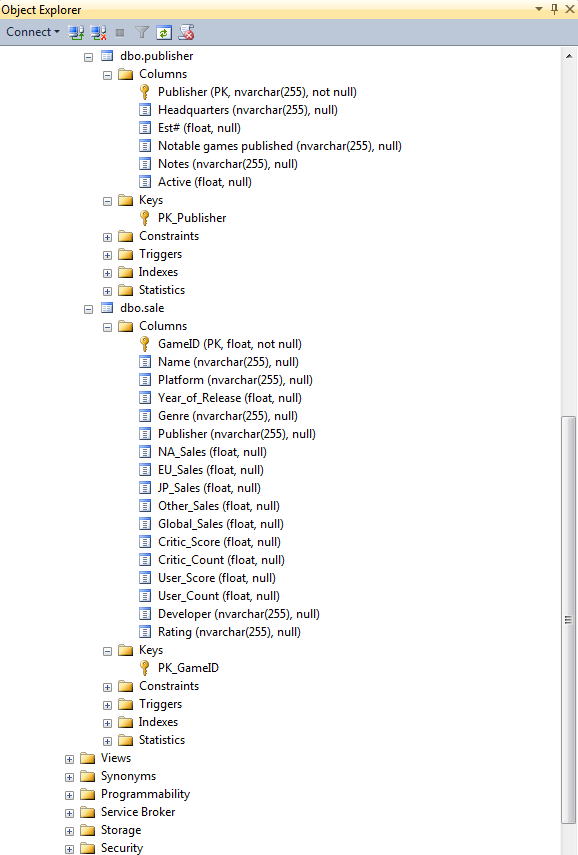 Object Explorer
Connect
dbo.publisher
Columns
Publisher (PK, nvarchar(255), not null)
Headquarters (nvarchar(255), null)
Est# (float, null)
Notable games published (nvarchar(255), null)
Notes (nvarchar(255), null)
Active (float, null)
Keys
PK_Publisher
Constraints
Triggers
Indexes
Statistics
dbo.sale
Columns
GameID (PK, float, not null)
Name (nvarchar(255), null)
Platform (nvarchar(255), null)
Year_of_Release (float, null)
Genre (nvarchar(255), null)
Publisher (nvarchar(255), null)
NA_Sales (float, null)
EU_Sales (float, null)
JP_Sales (float, null)
Other_Sales (float, null)
Global_Sales (float, null)
Critic_Score (float, null)
Critic_Count (float, null)
User_Score (float, null)
User_Count (float, null)
Developer (nvarchar(255), null)
Rating (nvarchar(255), null)
Keys
PK_GameID
Constraints
Triggers
Indexes
Statistics
Views
Synonyms
Programmability
Service Broker
Storage
Security